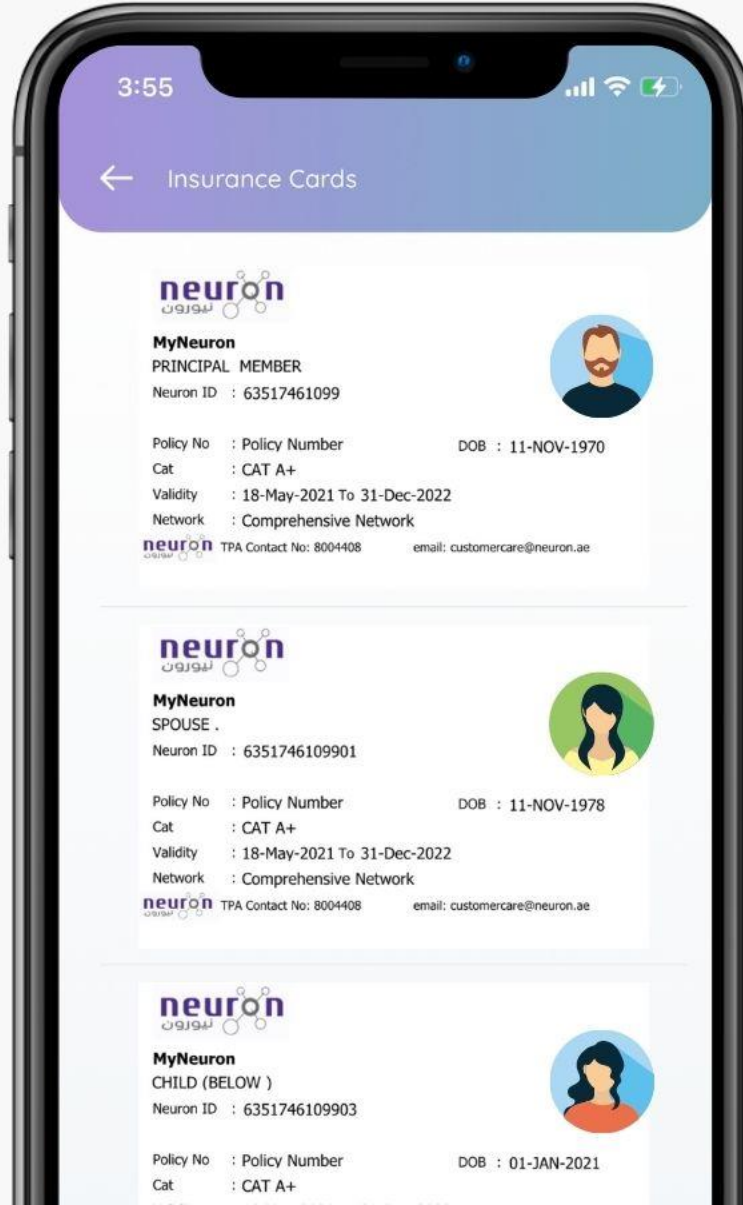 3:55
Insurance Cards
neuron
نيورون
MyNeuron
PRINCIPAL MEMBER
Neuron ID : 63517461099
Policy No : Policy Number DOB : 11-NOV-1970
Cat : CAT A+
Validity : 18-May-2021 To 31-Dec-2022
Network : Comprehensive Network
neuron نيورون TPA Contact No: 8004408 email: customercare@neuron.ae
neuron
نيورون
MyNeuron
SPOUSE .
Neuron ID : 6351746109901
Policy No : Policy Number DOB : 11-NOV-1978
Cat : CAT A+
Validity : 18-May-2021 To 31-Dec-2022
Network : Comprehensive Network
neuron نيورون TPA Contact No: 8004408 email: customercare@neuron.ae
neuron
نيورون
MyNeuron
CHILD (BELOW )
Neuron ID : 6351746109903
Policy No : Policy Number DOB : 01-JAN-2021
Cat : CAT A+